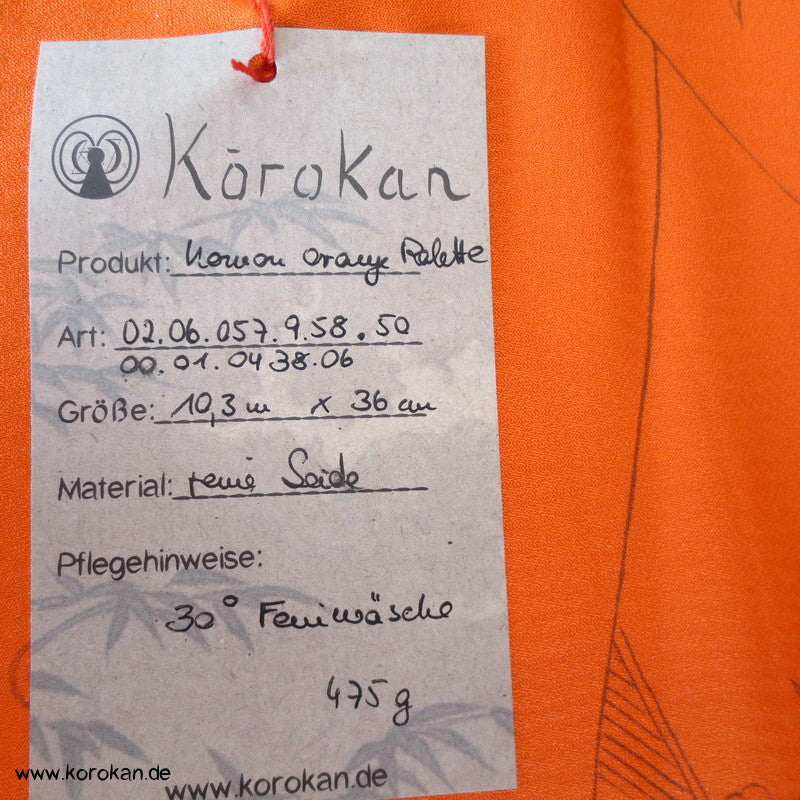 Kōrokan
Produkt: Komon Orange Palette
Art: 02.06.057.9.58.50
00.01.0438.06
Größe: 10,3 m x 36 cm
Material: reine Seide
Pflegehinweise:
30° Feinwäsche
475 g
www.korokan.de
www.korokan.de